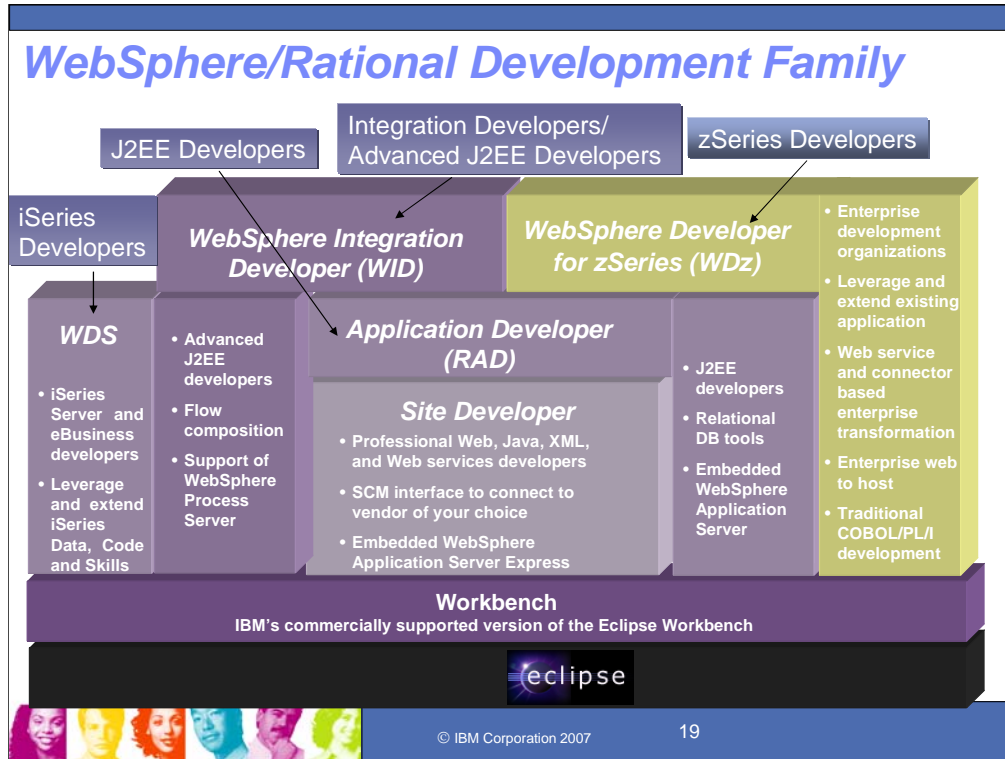 WebSphere/Rational Development Family
Integration Developers/
Advanced J2EE Developers
zSeries Developers
J2EE Developers
iSeries
Developers
WebSphere Integration
Developer (WID)
WebSphere Developer
for zSeries (WDz)
• Enterprise
development
organizations
• Leverage and
extend existing
application
• Web service
and connector
based
enterprise
transformation
• Enterprise web
to host
• Traditional
COBOL/PL/I
development
WDS
• iSeries
Server and
eBusiness
developers
• Leverage
and extend
iSeries
Data, Code
and Skills
• Advanced
J2EE
developers
• Flow
composition
• Support of
WebSphere
Process
Server
Application Developer
(RAD)
Site Developer
• Professional Web, Java, XML,
and Web services developers
• SCM interface to connect to
vendor of your choice
• Embedded WebSphere
Application Server Express
• J2EE
developers
• Relational
DB tools
• Embedded
WebSphere
Application
Server
Workbench
IBM's commercially supported version of the Eclipse Workbench
eclipse
© IBM Corporation 2007
19